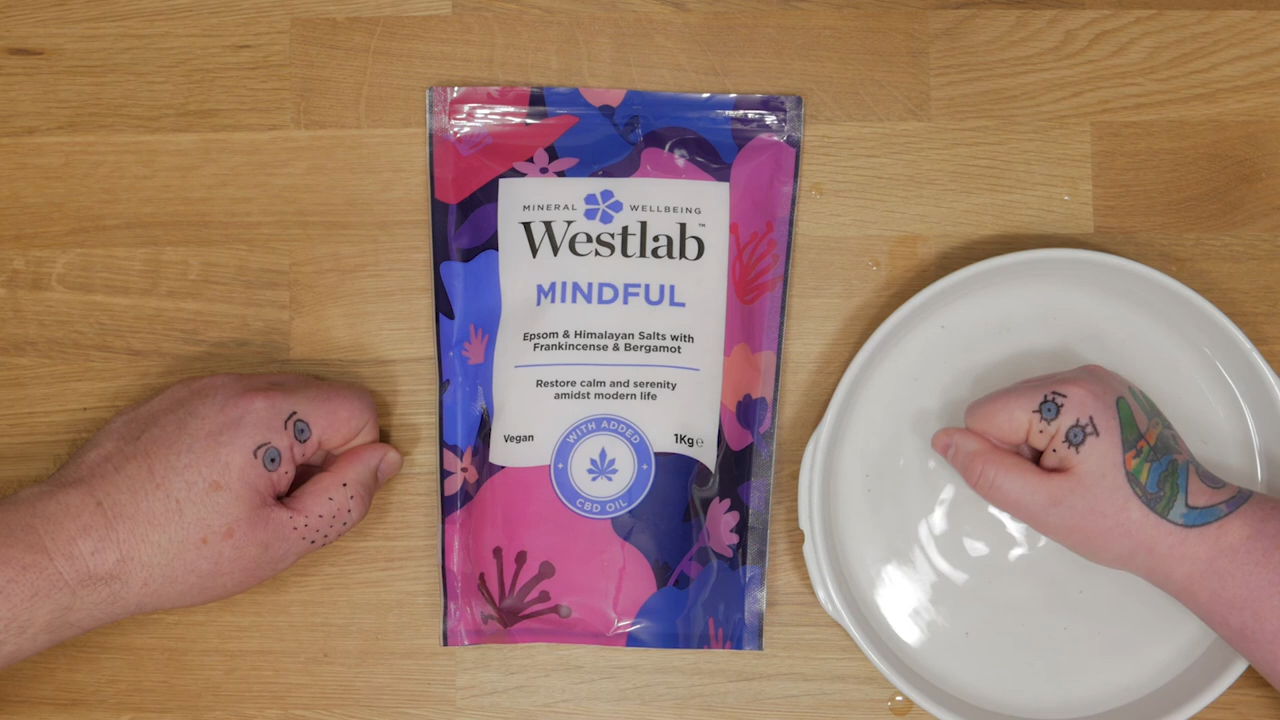 MINERAL WELLBEING
Westlab™
MINDFUL
Epsom & Himalayan Salts with
Frankincense & Bergamot
Restore calm and serenity
amidst modern life
Vegan
1Kg℮
WITH ADDED
CBD OIL